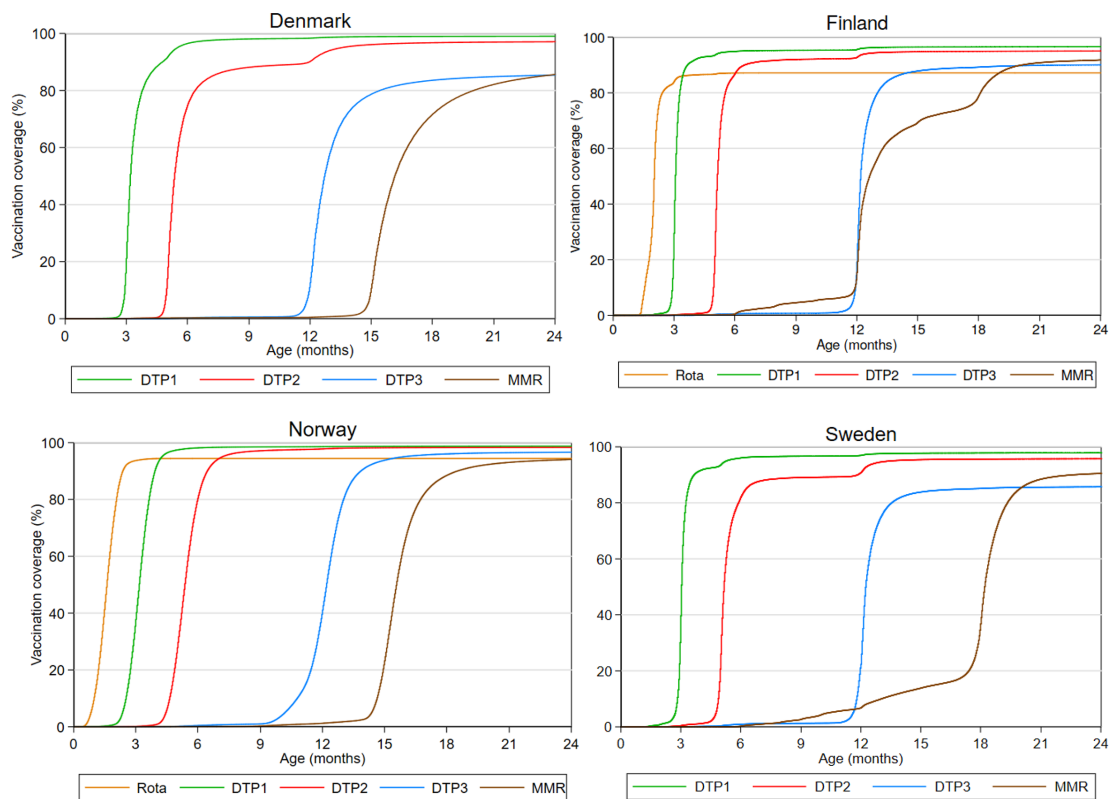 Denmark
Vaccination coverage (%)
100
80
60
40
20
0
0 3 6 9 12 15 18 21 24
Age (months)
DTP1 DTP2 DTP3 MMR
Finland
Vaccination coverage (%)
100
80
60
40
20
0
0 3 6 9 12 15 18 21 24
Age (months)
Rota DTP1 DTP2 DTP3 MMR
Norway
Vaccination coverage (%)
100
80
60
40
20
0
0 3 6 9 12 15 18 21 24
Age (months)
Rota DTP1 DTP2 DTP3 MMR
Sweden
Vaccination coverage (%)
100
80
60
40
20
0
0 3 6 9 12 15 18 21 24
Age (months)
DTP1 DTP2 DTP3 MMR